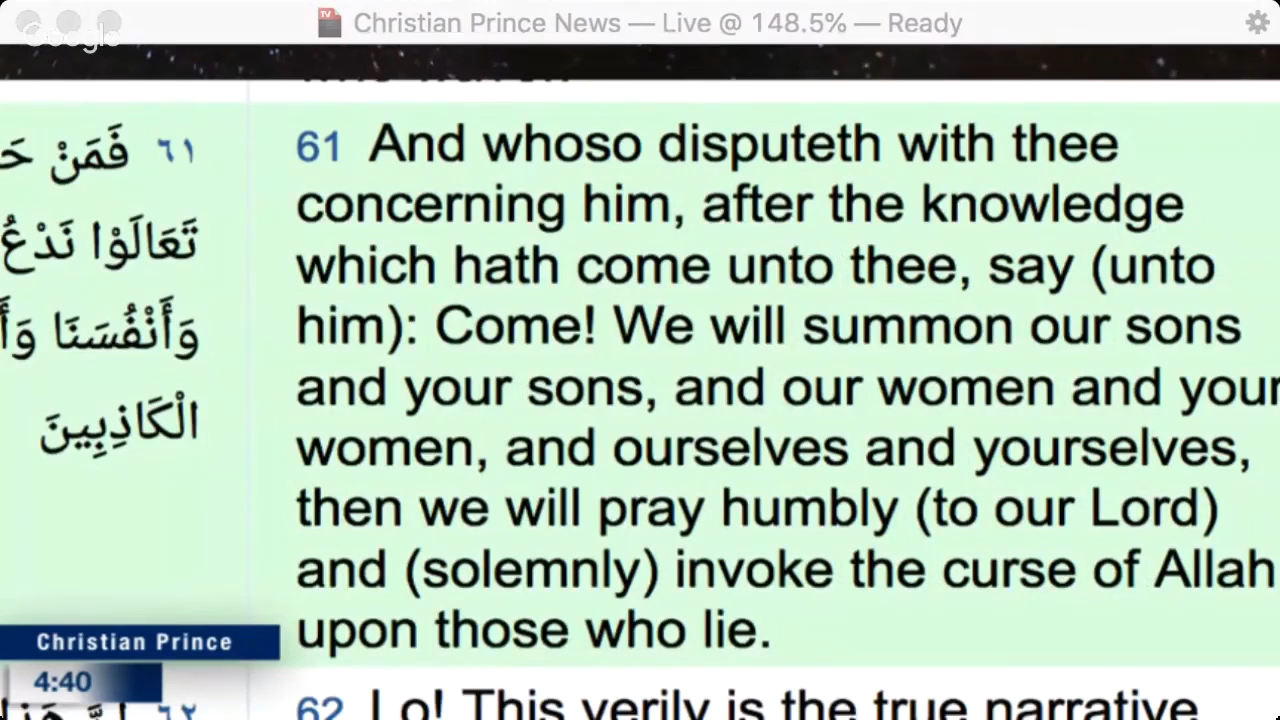 Christian Prince News — Live @ 148.5% — Ready
Google
TV
٦١ فَمَنْ
تَعَالَوْا نَدْعُ
وَأَنْفُسَنَا
الْكَاذِبِينَ
61 And whoso disputeth with thee
concerning him, after the knowledge
which hath come unto thee, say (unto
him): Come! We will summon our sons
and your sons, and our women and your
women, and ourselves and yourselves,
then we will pray humbly (to our Lord)
and (solemnly) invoke the curse of Allah
upon those who lie.
Christian Prince
4:40
٦٢
62 Lo! This verily is the true narrative